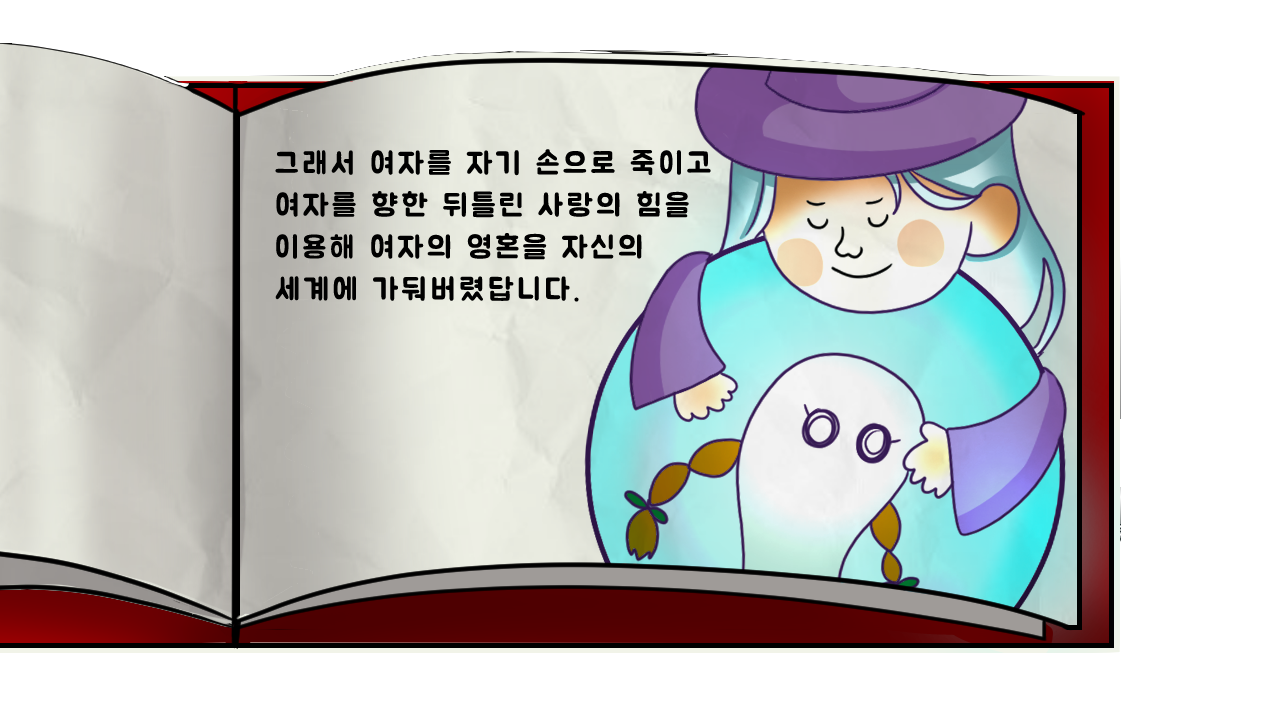 그래서 여자를 자기 손으로 죽이고
여자를 향한 뒤틀린 사랑의 힘을
이용해 여자의 영혼을 자신의
세계에 가둬버렸답니다.